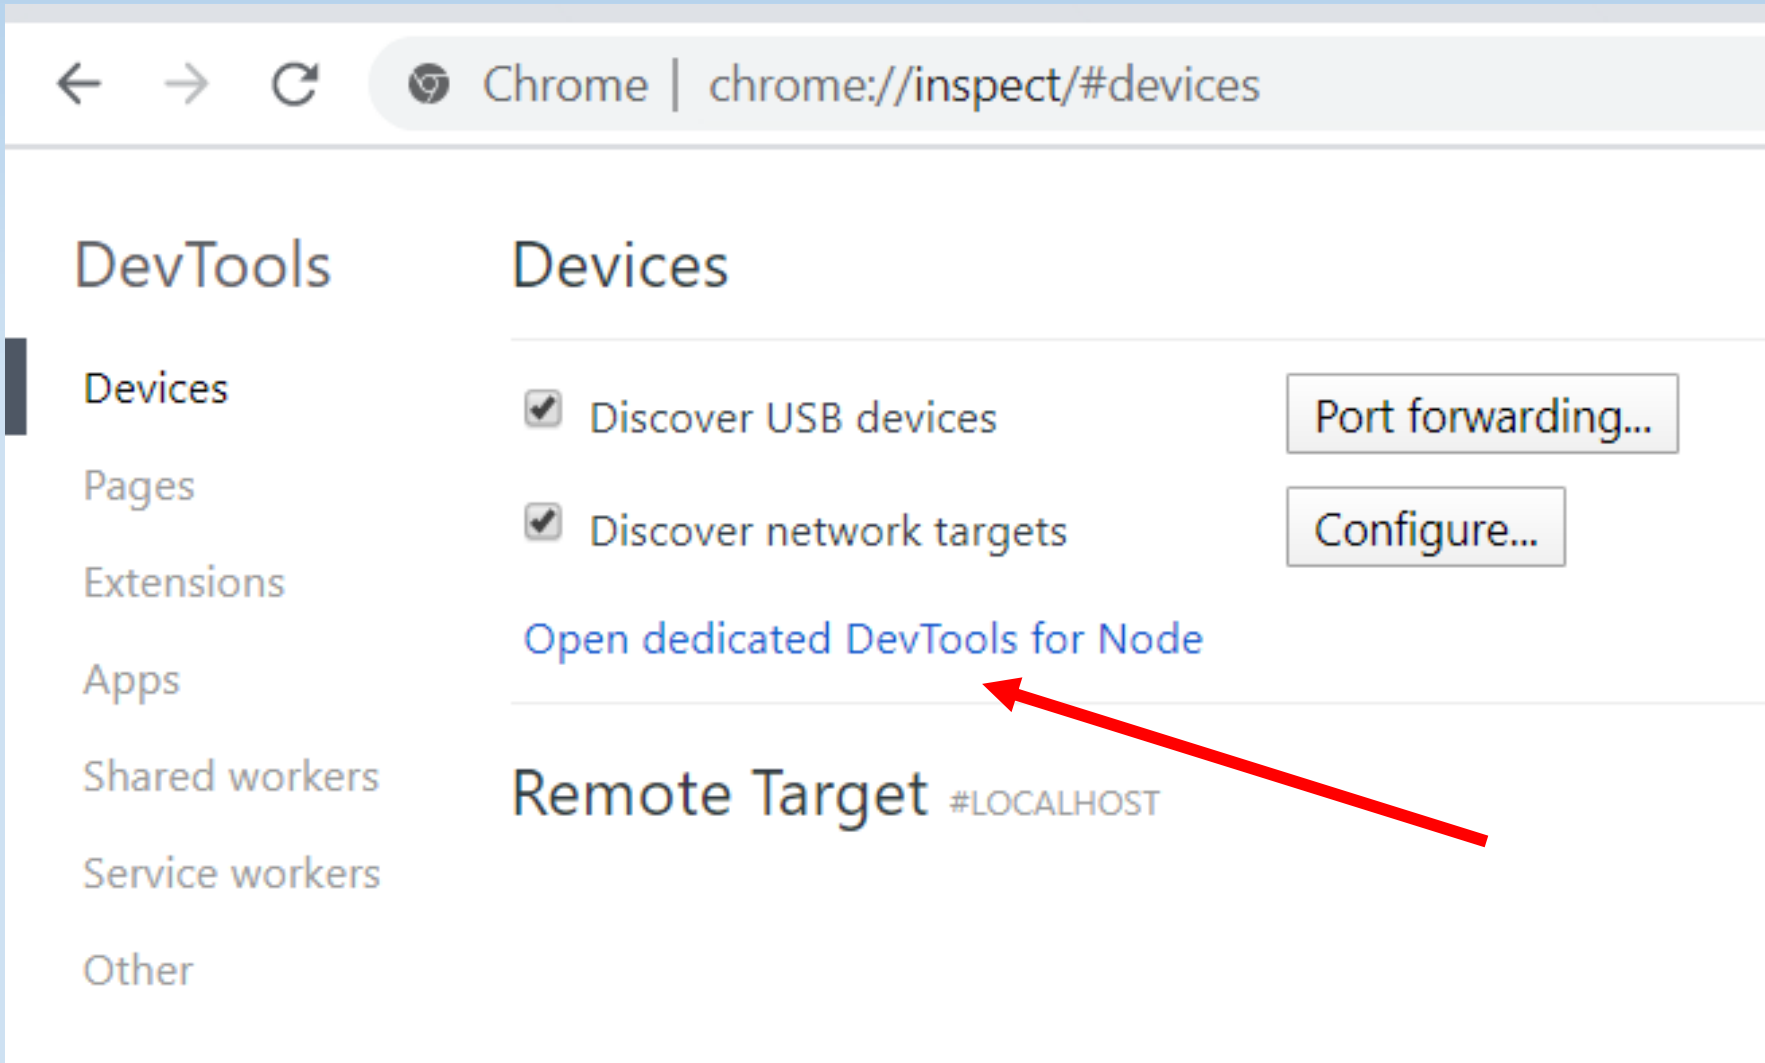 Chrome | chrome://inspect/#devices
DevTools
Devices
Pages
Extensions
Apps
Shared workers
Service workers
Other
Devices
Discover USB devices
Port forwarding...
Discover network targets
Configure...
Open dedicated DevTools for Node
Remote Target #LOCALHOST